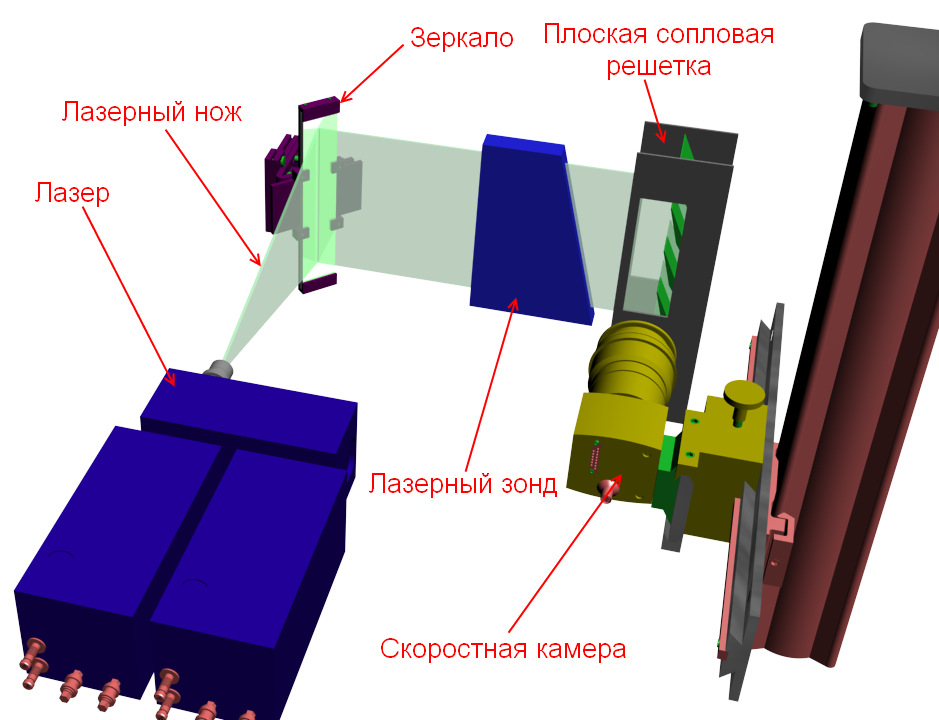 Зеркало
Плоская сопловая
решетка
Лазерный нож
Лазер
Лазерный зонд
Скоростная камера